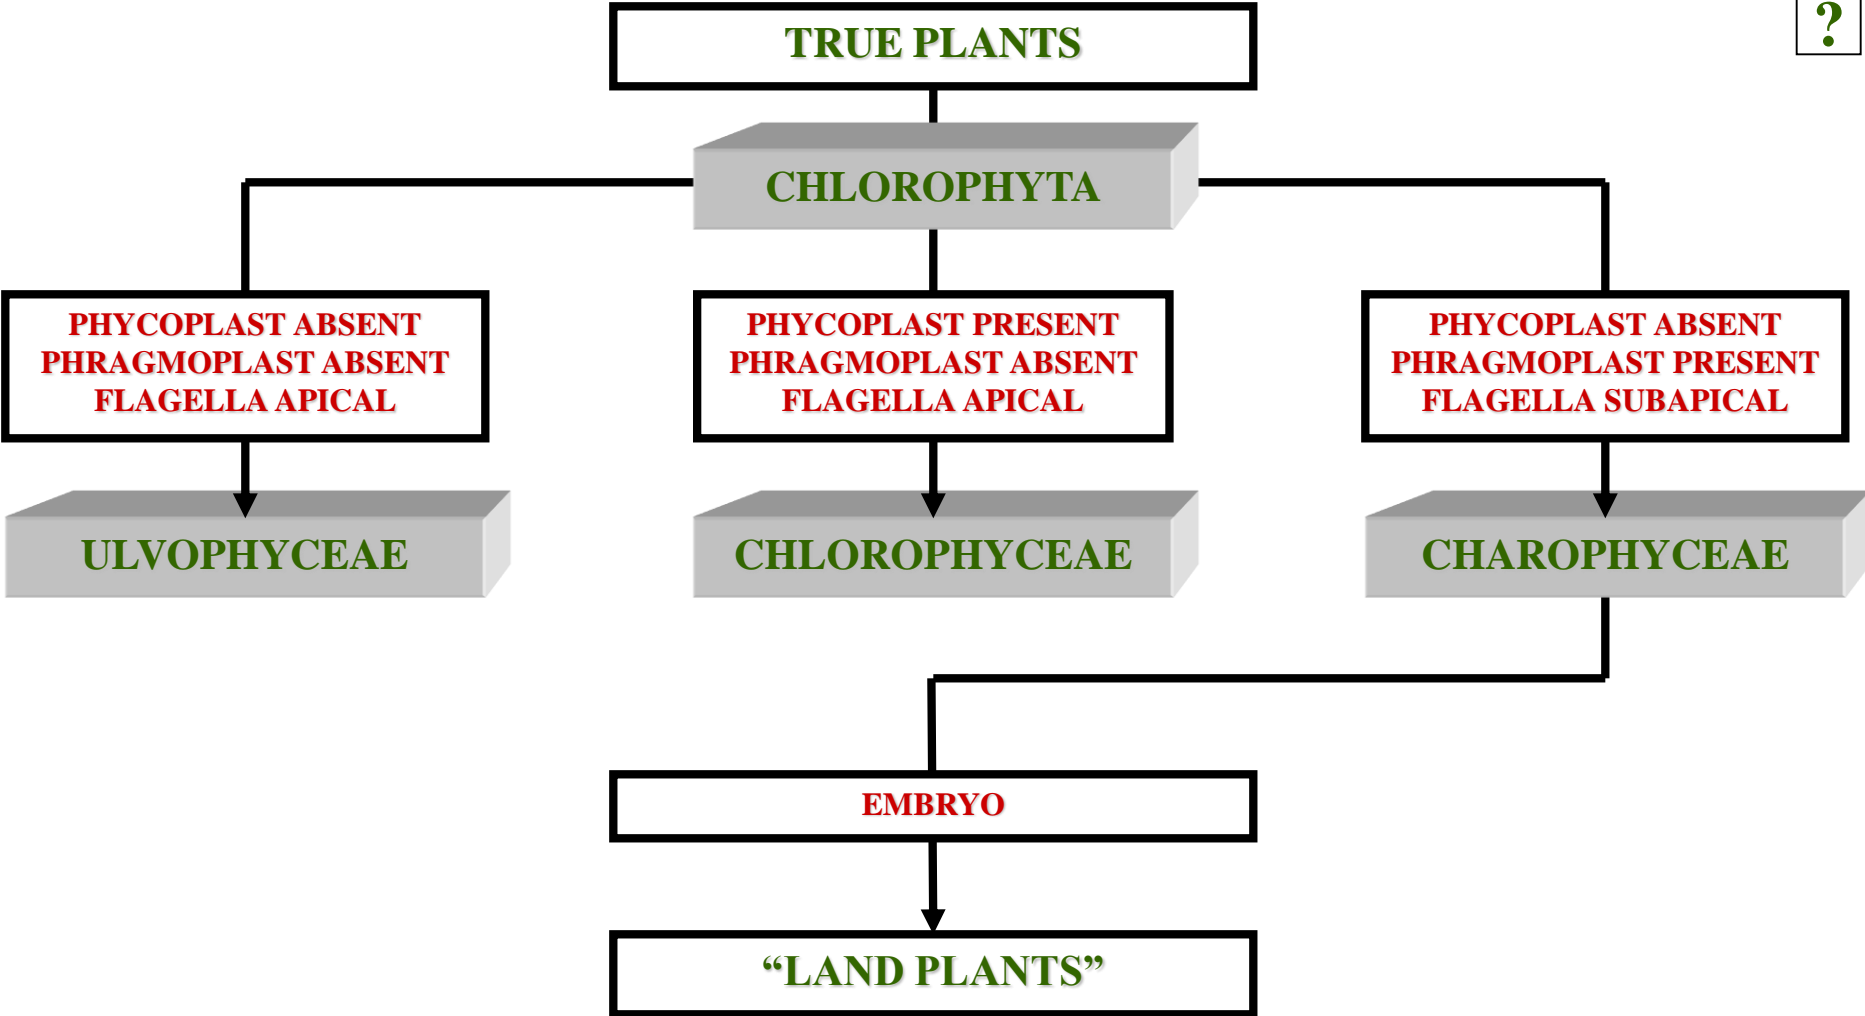 ?
TRUE PLANTS
CHLOROPHYTA
PHYCOPLAST ABSENT
PHRAGMOPLAST ABSENT
FLAGELLA APICAL
PHYCOPLAST PRESENT
PHRAGMOPLAST ABSENT
FLAGELLA APICAL
PHYCOPLAST ABSENT
PHRAGMOPLAST PRESENT
FLAGELLA SUBAPICAL
ULVOPHYCEAE
CHLOROPHYCEAE
CHAROPHYCEAE
EMBRYO
“LAND PLANTS”